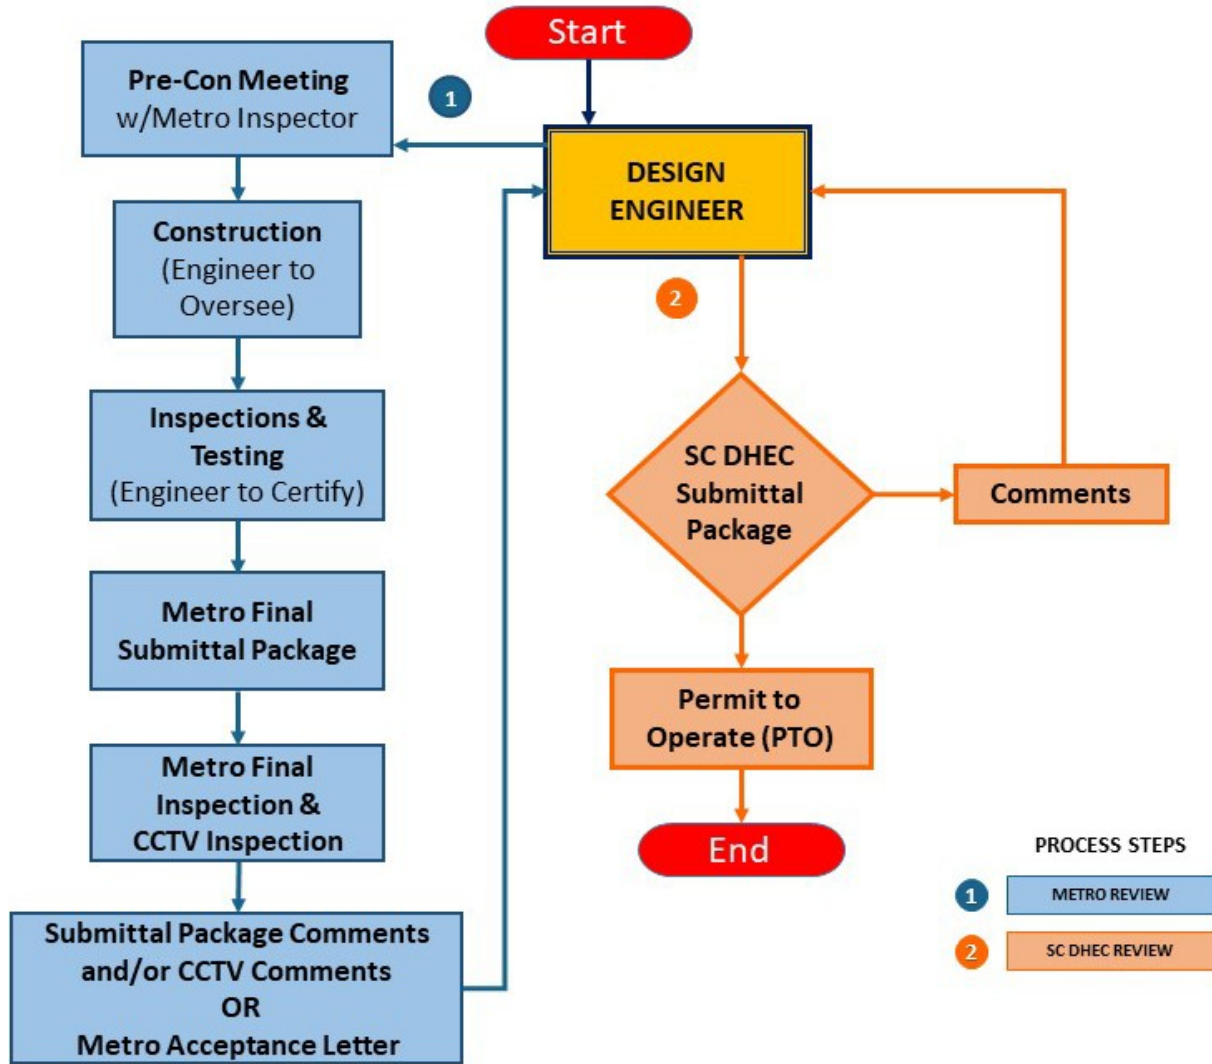 Start
Pre-Con Meeting
w/Metro Inspector
1
DESIGN
ENGINEER
Construction
(Engineer to
Oversee)
2
Inspections &
Testing
(Engineer to Certify)
SC DHEC
Submittal
Package
Comments
Metro Final
Submittal Package
Permit to
Operate (PTO)
Metro Final
Inspection &
CCTV Inspection
End
Submittal Package Comments
and/or CCTV Comments
OR
Metro Acceptance Letter
PROCESS STEPS
1 METRO REVIEW
2 SC DHEC REVIEW